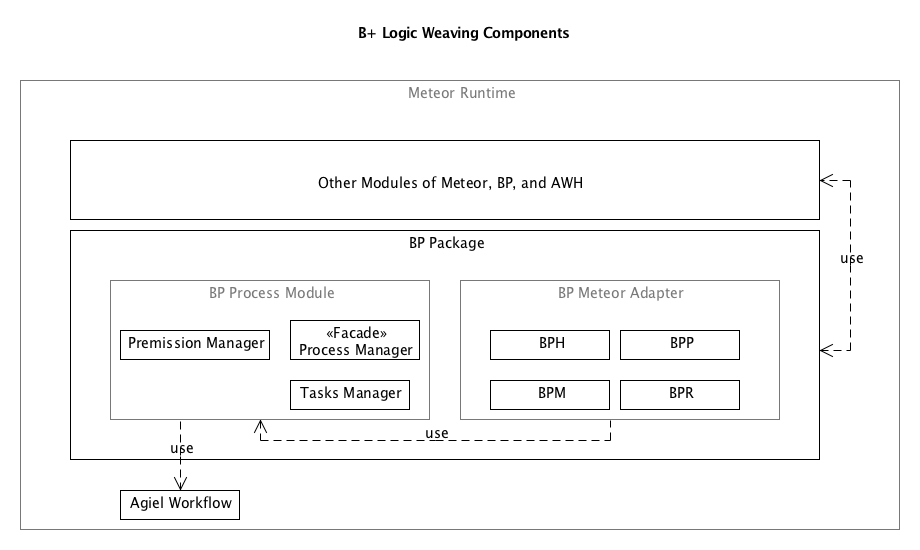 B+ Logic Weaving Components
Meteor Runtime
Other Modules of Meteor, BP, and AWH
use
BP Package
BP Process Module
BP Meteor Adapter
Premission Manager
«Facade»
Process Manager
BPH
BPP
Tasks Manager
BPM
BPR
use
use
Agiel Workflow